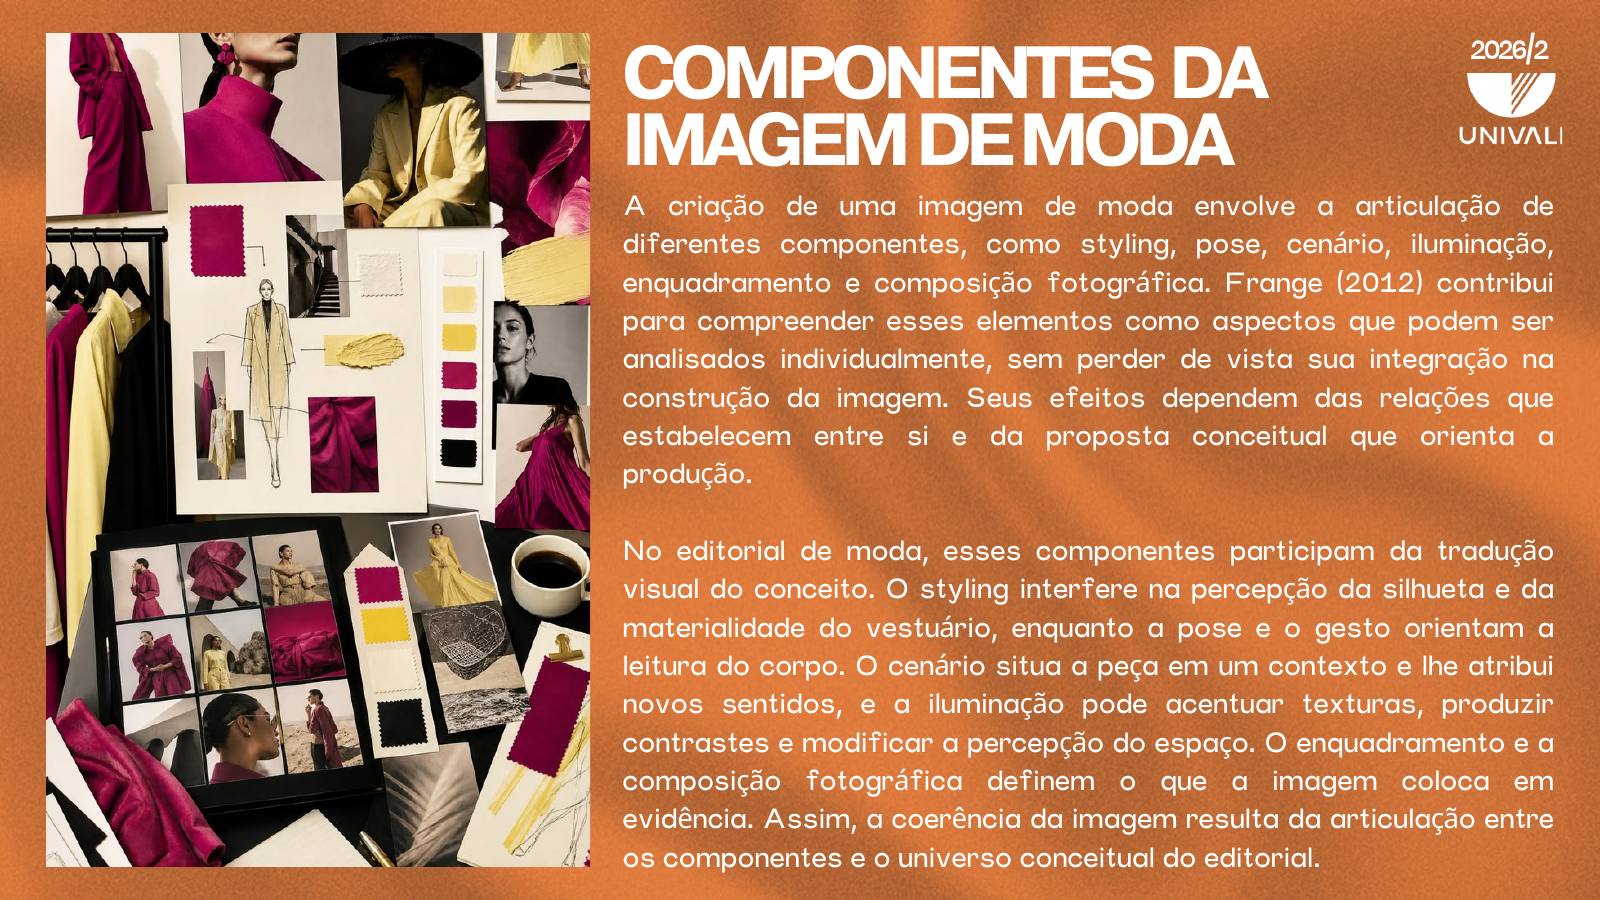 COMPONENTES DA
IMAGEM DE MODA
2026/2
UNIVALI
A criação de uma imagem de moda envolve a articulação de
diferentes componentes, como styling, pose, cenário, iluminação,
enquadramento e composição fotográfica. Frange (2012) contribui
para compreender esses elementos como aspectos que podem ser
analisados individualmente, sem perder de vista sua integração na
construção da imagem. Seus efeitos dependem das relações que
estabelecem entre si e da proposta conceitual que orienta a
produção.
No editorial de moda, esses componentes participam da tradução
visual do conceito. O styling interfere na percepção da silhueta e da
materialidade do vestuário, enquanto a pose e o gesto orientam a
leitura do corpo. O cenário situa a peça em um contexto e lhe atribui
novos sentidos, e a iluminação pode acentuar texturas, produzir
contrastes e modificar a percepção do espaço. O enquadramento e a
composição fotográfica definem o que a imagem coloca em
evidência. Assim, a coerência da imagem resulta da articulação entre
os componentes e o universo conceitual do editorial.